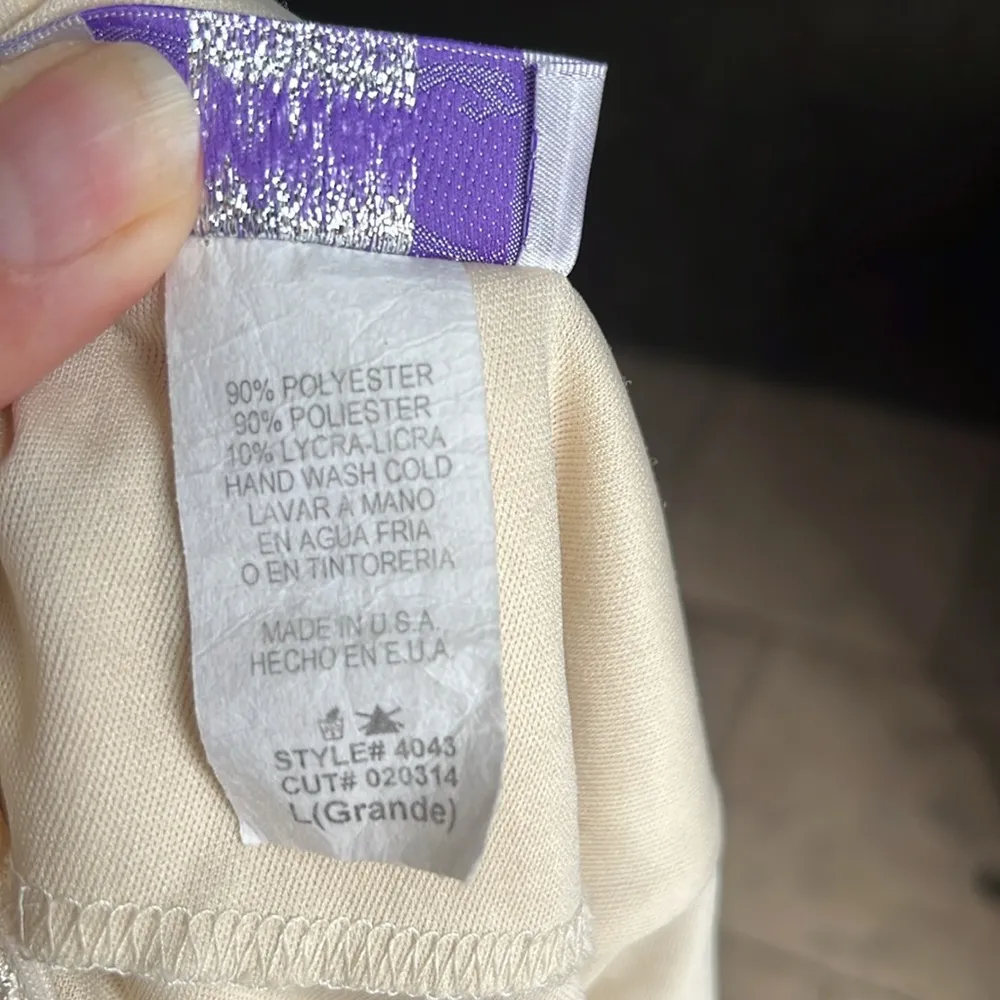 90% POLYESTER
90% POLIESTER
10% LYCRA-LICRA
HAND WASH COLD
LAVAR A MANO
EN AGUA FRIA
O EN TINTORERIA
MADE IN U.S.A.
HECHO EN E.U.A.
STYLE# 4043
CUT# 020314
L(Grande)